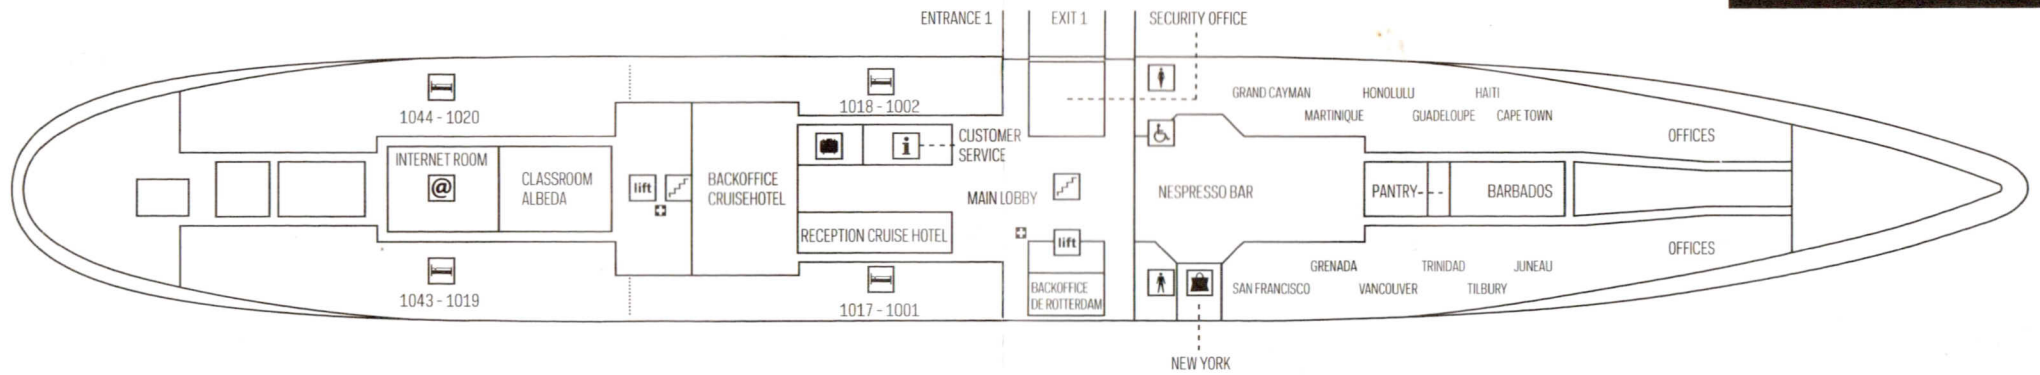 ENTRANCE 1
EXIT 1
SECURITY OFFICE
1044 - 1020
1018 - 1002
GRAND CAYMAN
HONOLULU
HAITI
MARTINIQUE
GUADELOUPE
CAPE TOWN
OFFICES
INTERNET ROOM
@
CLASSROOM
ALBEDA
lift
BACKOFFICE
CRUISEHOTEL
i
CUSTOMER
SERVICE
MAIN LOBBY
RECEPTION CRUISE HOTEL
lift
NESPRESSO BAR
PANTRY
BARBADOS
OFFICES
1043 - 1019
1017 - 1001
BACKOFFICE
DE ROTTERDAM
GRENADA
TRINIDAD
JUNEAU
SAN FRANCISCO
VANCOUVER
TILBURY
NEW YORK